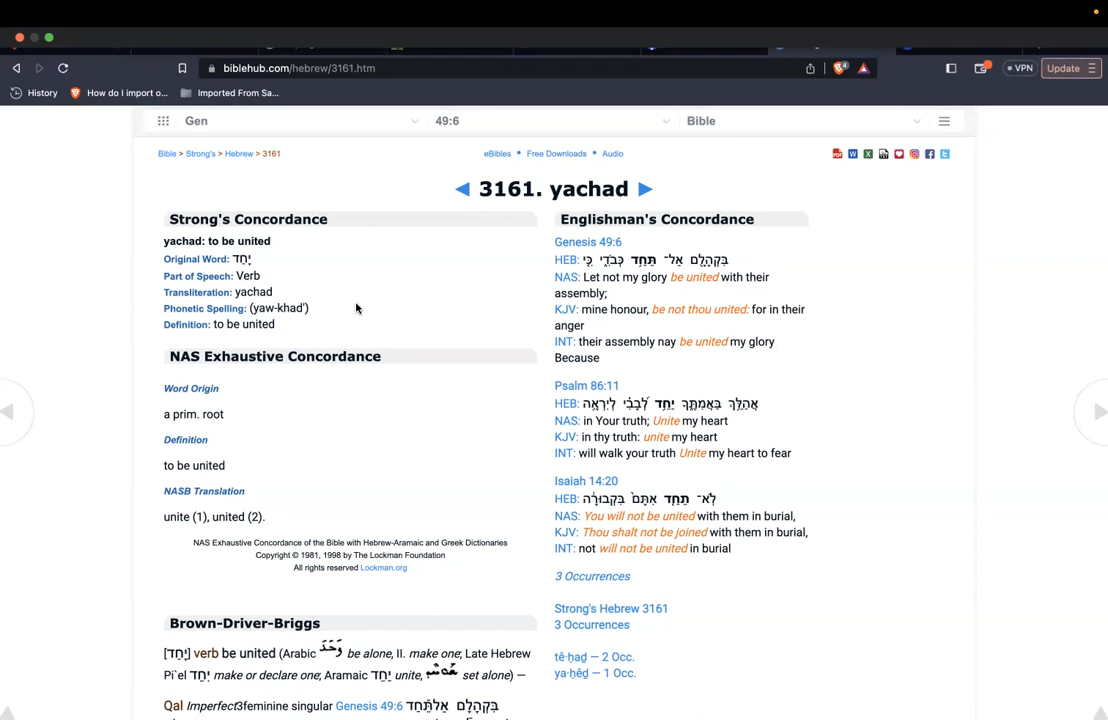 biblehub.com/hebrew/3161.htm
4
VPN
Update
History
How do I import o...
Imported From Sa...
Gen
49:6
Bible
Bible > Strong's > Hebrew > 3161
eBibles • Free Downloads • Audio
◄ 3161. yachad ►
Strong's Concordance
yachad: to be united
Original Word: יָחַד
Part of Speech: Verb
Transliteration: yachad
Phonetic Spelling: (yaw-khad')
Definition: to be united
NAS Exhaustive Concordance
Word Origin
a prim. root
Definition
to be united
NASB Translation
unite (1), united (2).
NAS Exhaustive Concordance of the Bible with Hebrew-Aramaic and Greek Dictionaries
Copyright © 1981, 1998 by The Lockman Foundation
All rights reserved Lockman.org
Brown-Driver-Briggs
[יָחַד] verb be united (Arabic be alone, II. make one; Late Hebrew
Pi`el יִחֵד make or declare one; Aramaic יַחֵד unite, set alone) —
Qal Imperfect3feminine singular Genesis 49:6 בִּקְהָלָם אַלתֵּֿחַד
Englishman's Concordance
Genesis 49:6
HEB: בִּקְהָלָ֖ם אַל־ תֵּחַ֣ד כְּבֹדִ֑י כִּ֤י
NAS: Let not my glory be united with their
assembly;
KJV: mine honour, be not thou united: for in their
anger
INT: their assembly nay be united my glory
Because
Psalm 86:11
HEB: אֲהַלֵּ֥ךְ בַּאֲמִתֶּ֑ךָ יַחֵ֥ד לְ֝בָבִ֗י לְיִרְאָ֥ה
NAS: in Your truth; Unite my heart
KJV: in thy truth: unite my heart
INT: will walk your truth Unite my heart to fear
Isaiah 14:20
HEB: לֹֽא־ תֵחַ֤ד אִתָּם֙ בִּקְבוּרָ֔ה
NAS: You will not be united with them in burial,
KJV: Thou shalt not be joined with them in burial,
INT: not will not be united in burial
3 Occurrences
Strong's Hebrew 3161
3 Occurrences
tê·ḥaḏ — 2 Occ.
ya·ḥêḏ — 1 Occ.